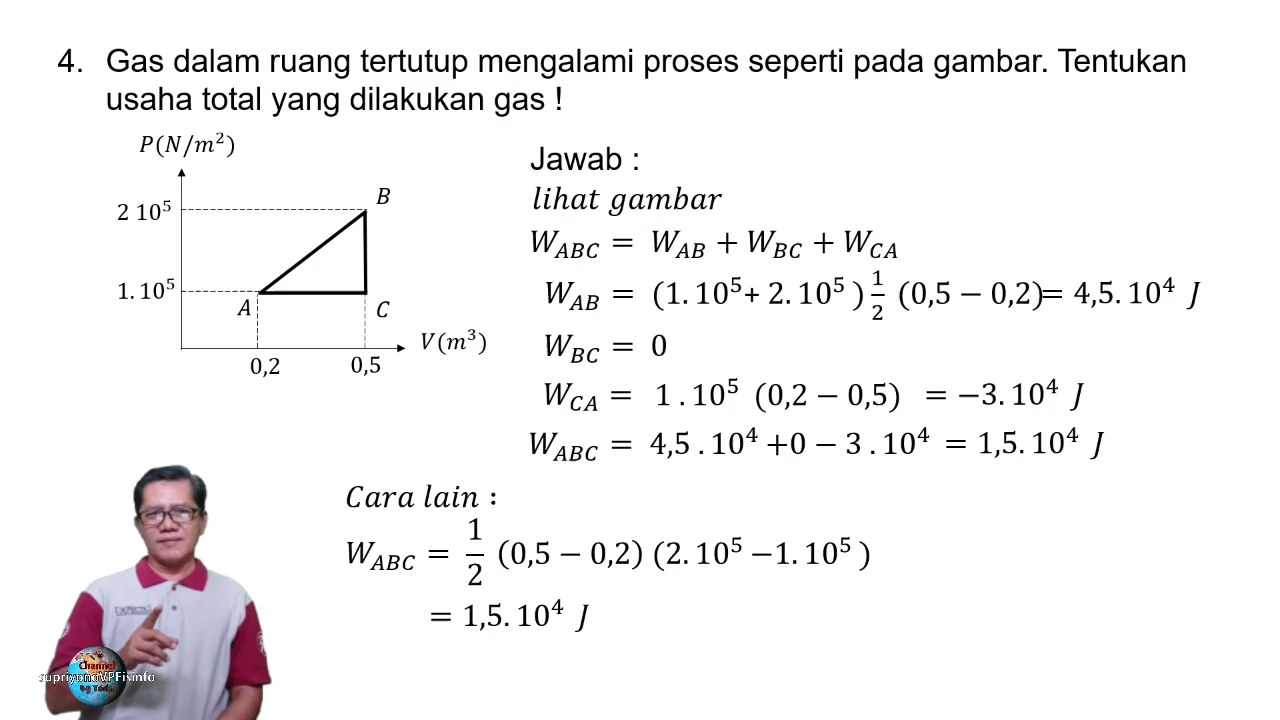 4. Gas dalam ruang tertutup mengalami proses seperti pada gambar. Tentukan
usaha total yang dilakukan gas !
P(N/m²)
2 10⁵
1. 10⁵
A
B
C
V(m³)
0,2
0,5
Jawab :
lihat gambar
W_ABC = W_AB + W_BC + W_CA
W_AB = (1. 10⁵+ 2. 10⁵ ) 1/2 (0,5 − 0,2)= 4,5. 10⁴ J
W_BC = 0
W_CA = 1 . 10⁵ (0,2 − 0,5) = −3. 10⁴ J
W_ABC = 4,5 . 10⁴ +0 − 3 . 10⁴ = 1,5. 10⁴ J
Cara lain :
W_ABC = 1/2 (0,5 − 0,2) (2. 10⁵ −1. 10⁵ )
= 1,5. 10⁴ J
Channel
supriyonoVPFisinfo